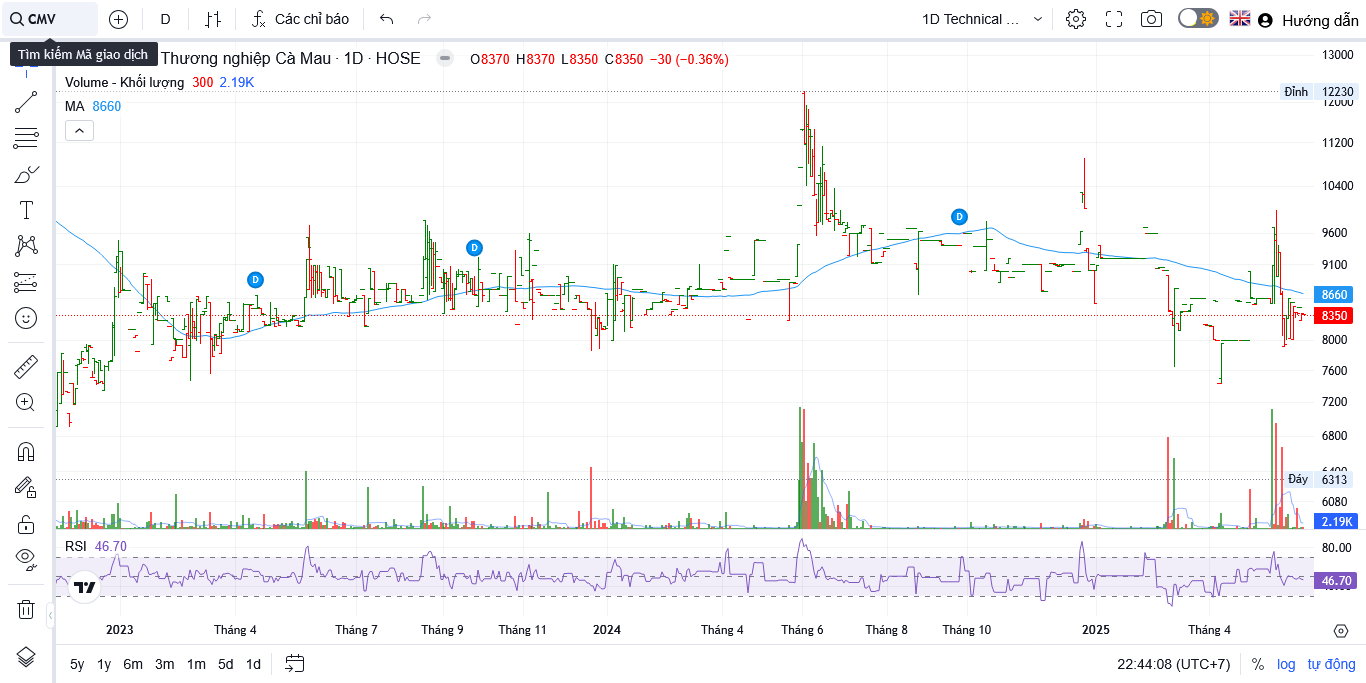 CMV D Các chỉ báo 1D Technical ... Hướng dẫn
Tìm kiếm Mã giao dịch Thương nghiệp Cà Mau · 1D · HOSE O8370 H8370 L8350 C8350 −30 (−0.36%)
Volume - Khối lượng 300 2.19K
MA 8660
13000
Đỉnh 12230
12000
11200
10400
9600
9100
8660
8350
8000
7600
7200
6800
6400
Đáy 6313
6080
2.19K
D
D
D
RSI 46.70
80.00
46.70
2023 Tháng 4 Tháng 7 Tháng 9 Tháng 11 2024 Tháng 4 Tháng 6 Tháng 8 Tháng 10 2025 Tháng 4
5y 1y 6m 3m 1m 5d 1d 22:44:08 (UTC+7) % log tự động